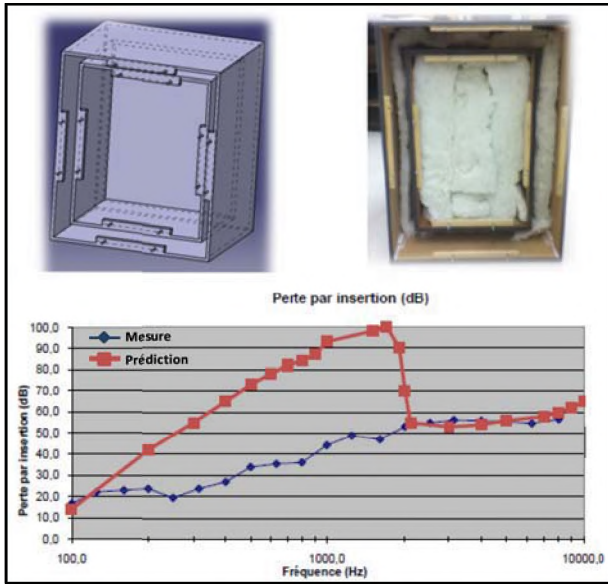 Perte par insertion (dB)
Mesure
Prédiction
Perte par insertion (dB)
100,0
90,0
80,0
70,0
60,0
50,0
40,0
30,0
20,0
10,0
0,0
100,0
1000,0
10000,0
Fréquence (Hz)